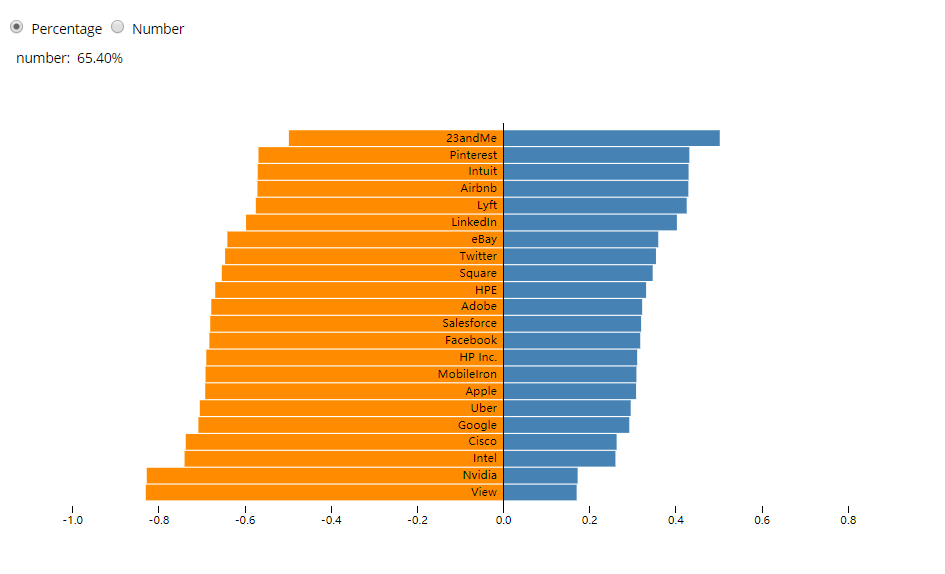 Percentage Number
number: 65.40%
23andMe
Pinterest
Intuit
Airbnb
Lyft
LinkedIn
eBay
Twitter
Square
HPE
Adobe
Salesforce
Facebook
HP Inc.
MobileIron
Apple
Uber
Google
Cisco
Intel
Nvidia
View
-1.0 -0.8 -0.6 -0.4 -0.2 0.0 0.2 0.4 0.6 0.8